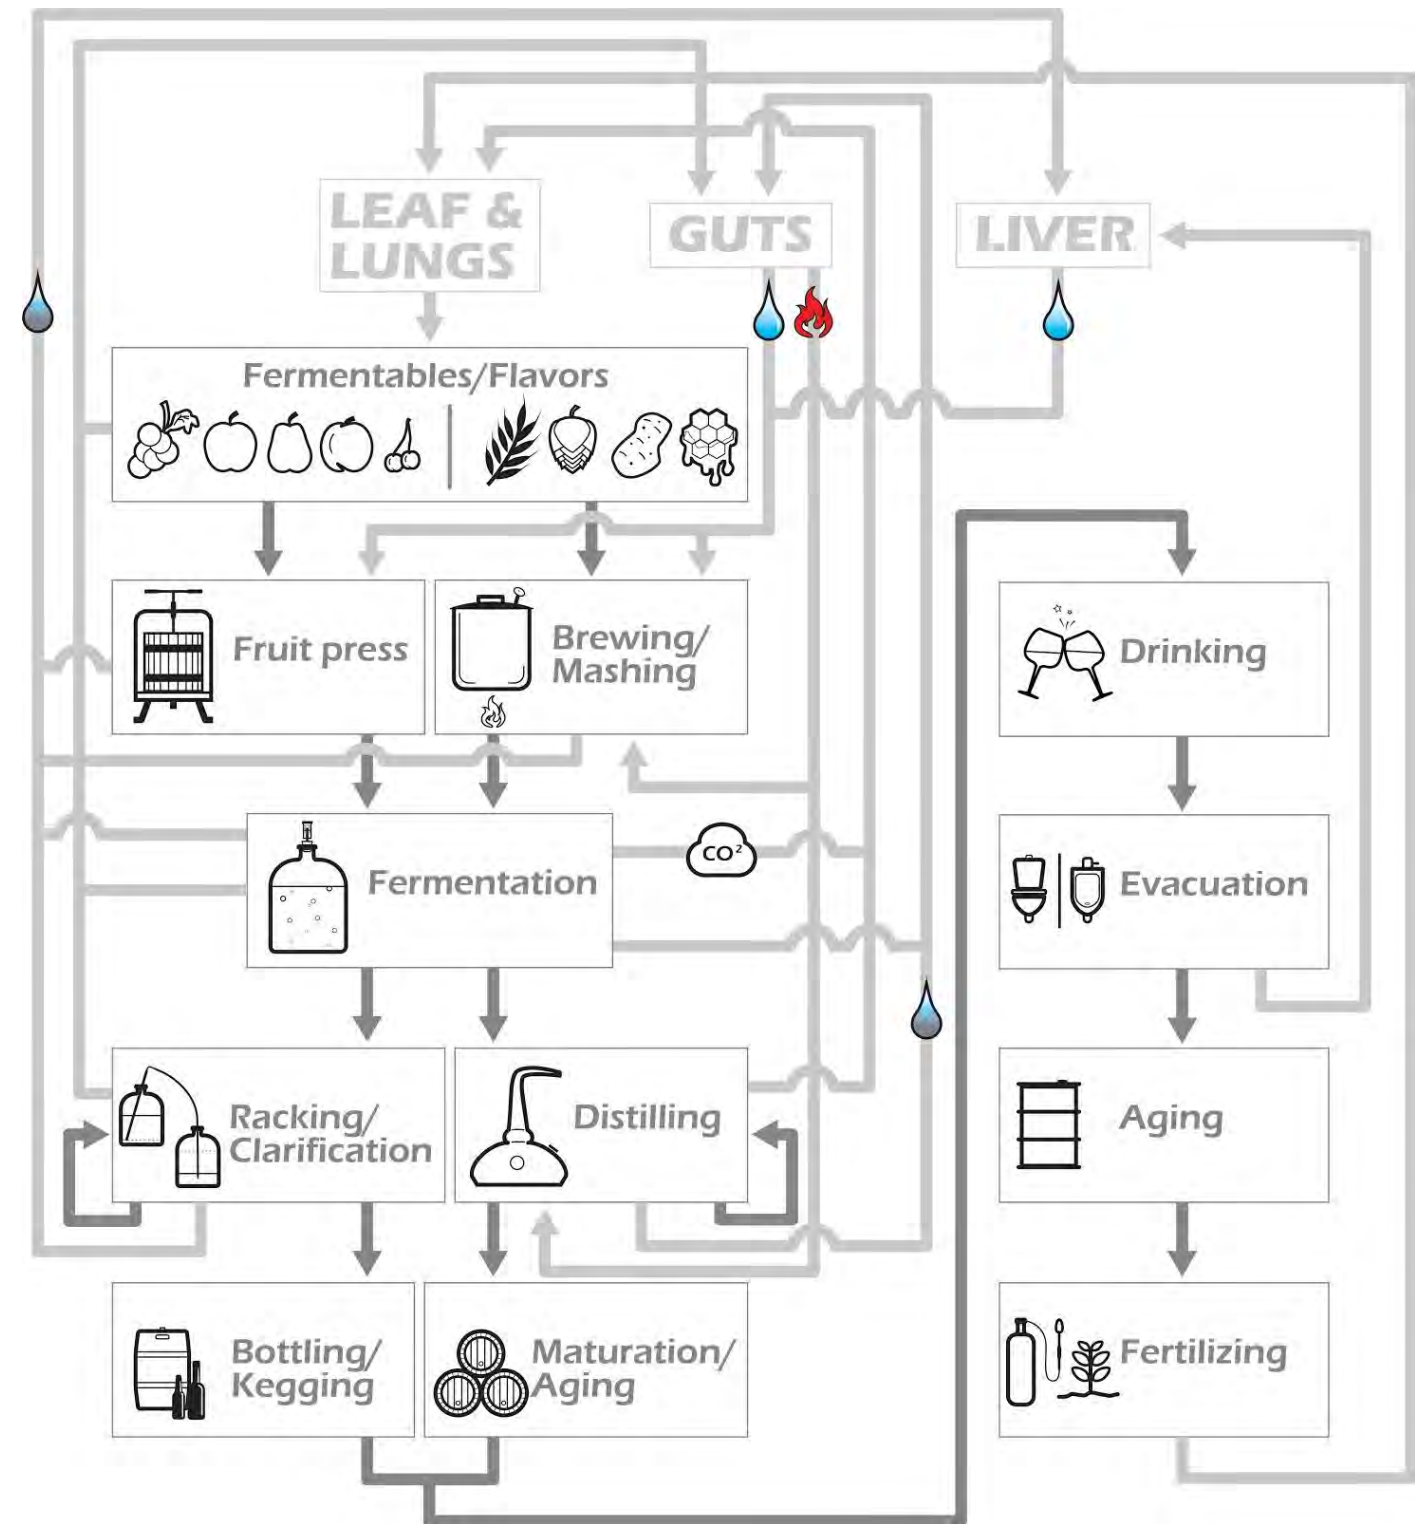 LEAF &
LUNGS
GUTS
LIVER
Fermentables/Flavors
Fruit press
Brewing/
Mashing
Drinking
Fermentation
CO²
Evacuation
Racking/
Clarification
Distilling
Aging
Bottling/
Kegging
Maturation/
Aging
Fertilizing